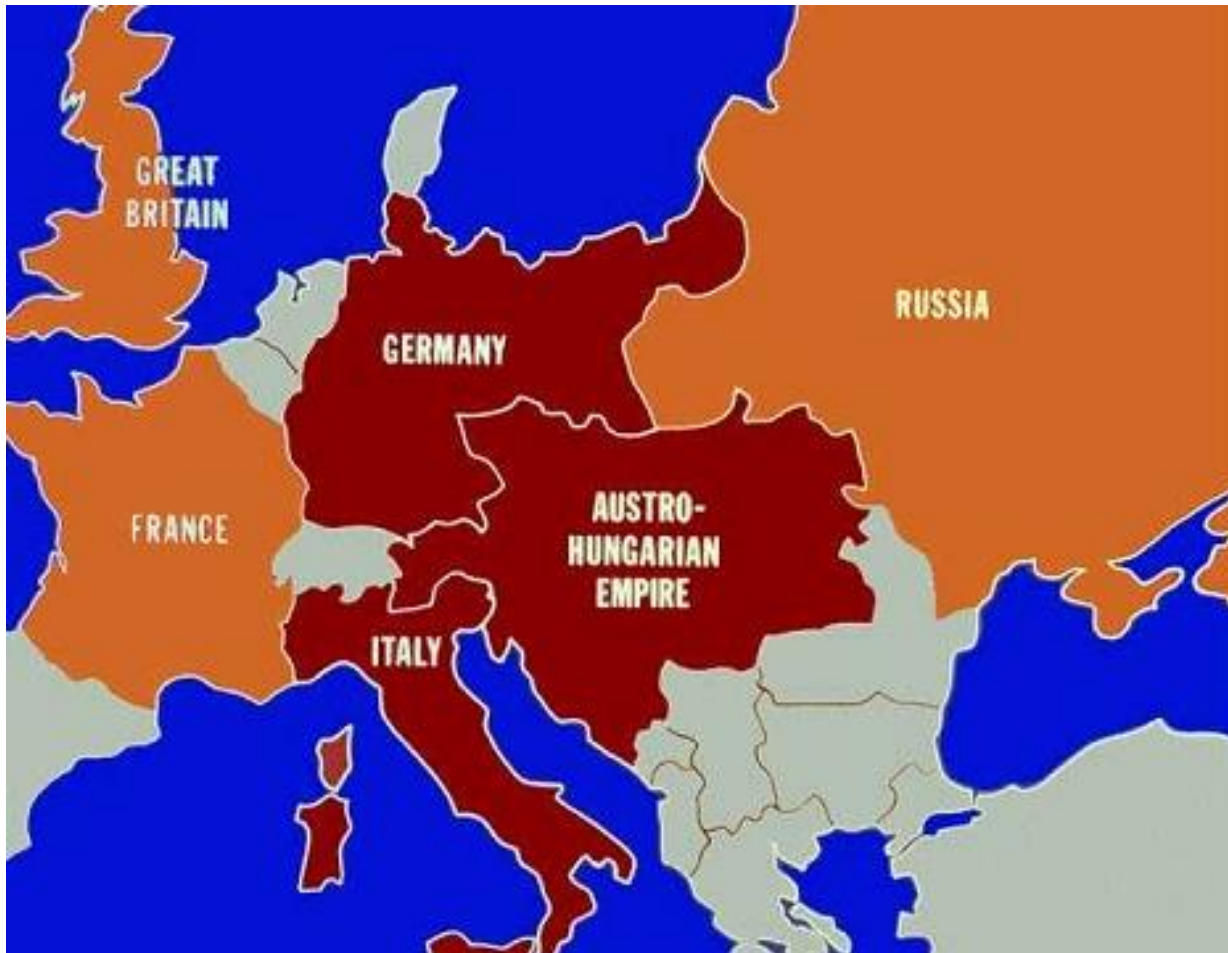 GREAT
BRITAIN
RUSSIA
GERMANY
AUSTRO-
HUNGARIAN
EMPIRE
FRANCE
ITALY